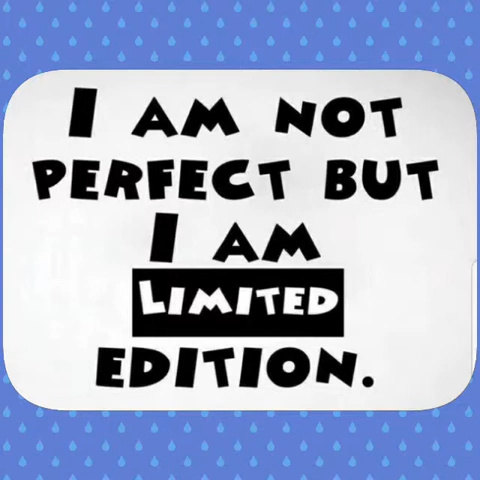 I AM NOT
PERFECT BUT
I AM
LIMITED
EDITION.